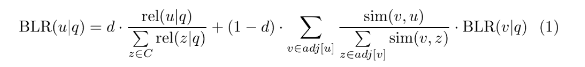 BLR(u|q) = d · rel(u|q) / ∑_{z∈C} rel(z|q) + (1 − d) · ∑_{v∈adj[u]} sim(v, u) / ∑_{z∈adj[v]} sim(v, z) · BLR(v|q) (1)